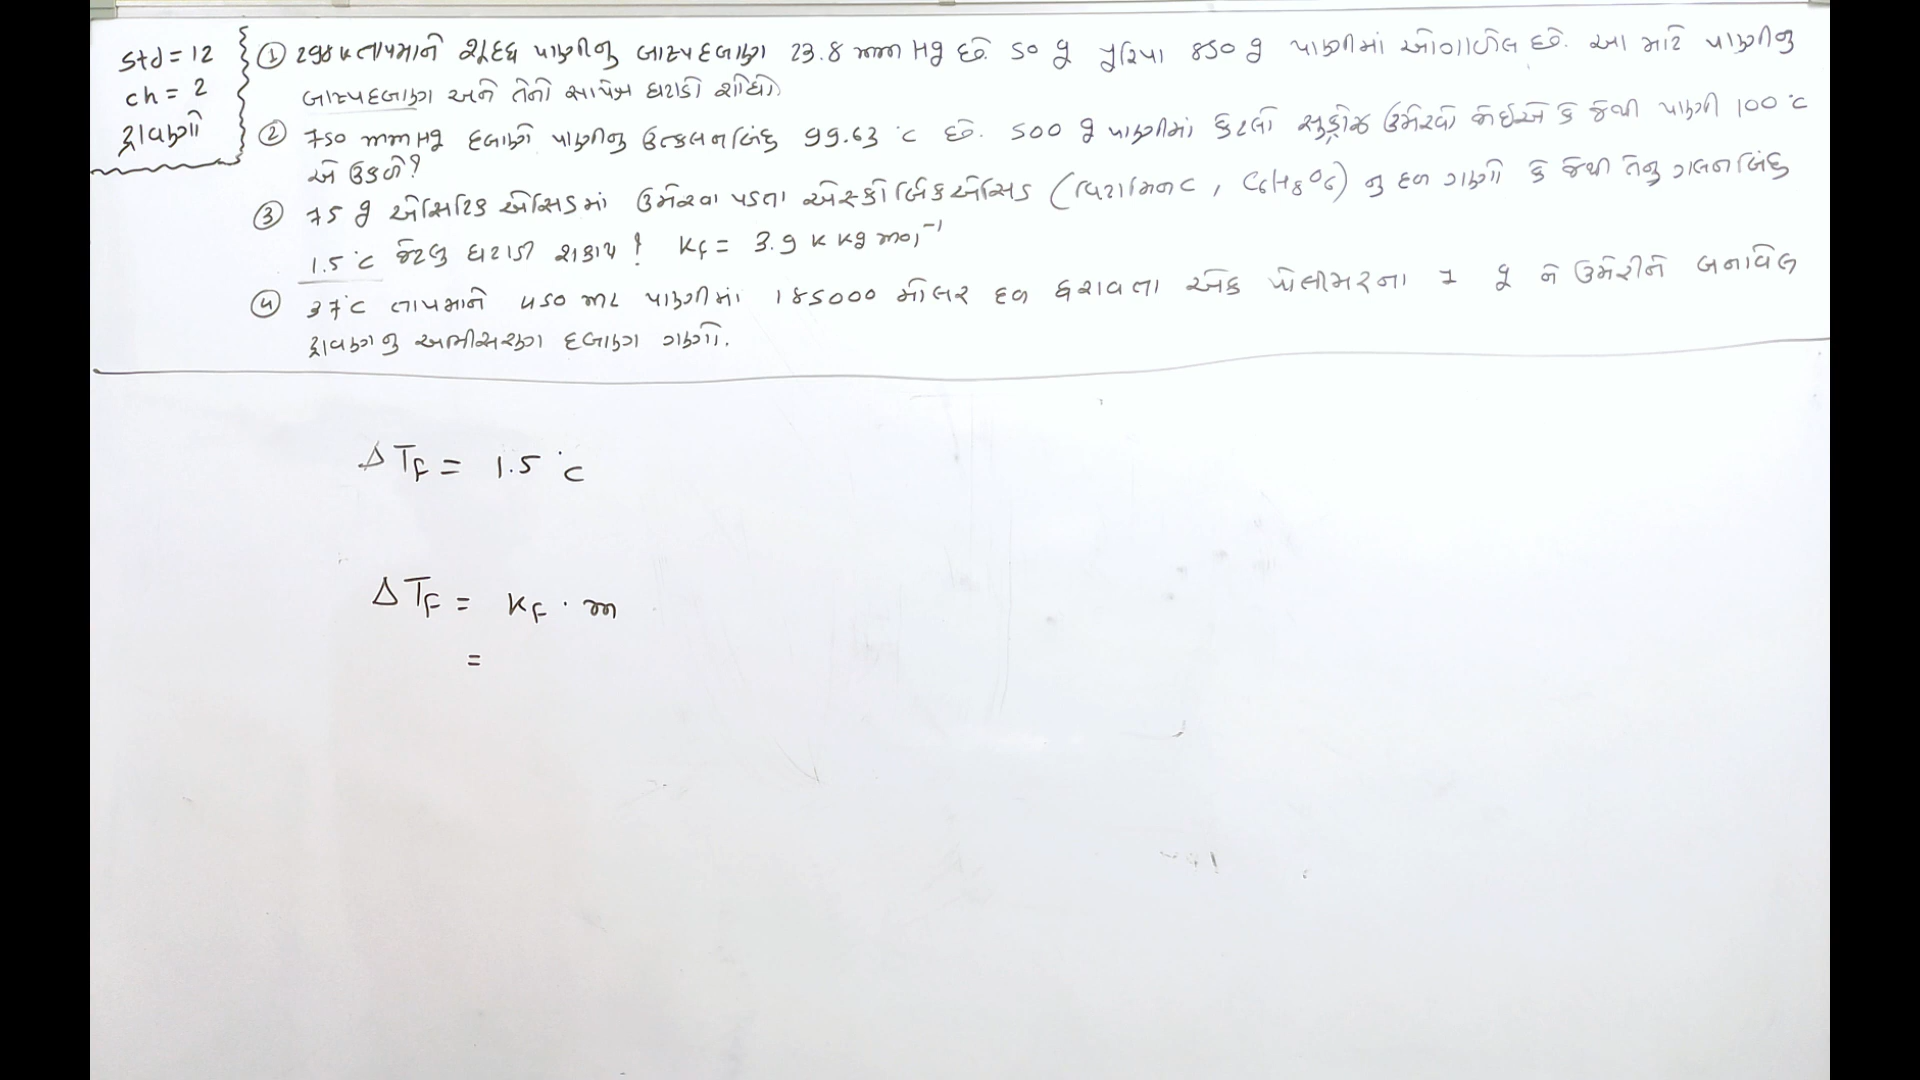 Std = 12
ch = 2
દ્રાવણો
① 298 K તાપમાને શુદ્ધ પાણીનુ બાષ્પદબાણ 23.8 mm Hg છે. 50 g યુરિયા 850 g પાણીમાં ઓગાળેલ છે. આ માટે પાણીનુ
બાષ્પદબાણ અને તેનો સાપેક્ષ ઘટાડો શોધો.
② 750 mm Hg દબાણે પાણીનુ ઉત્કલનબિંદુ 99.63 °C છે. 500 g પાણીમાં કેટલો સુક્રોઝ ઉમેરવો જોઈએ કે જેથી પાણી 100 °C
એ ઉકળે?
③ 75 g એસિટિક એસિડમાં ઉમેરવા પડતા એસ્કોર્બિક એસિડ (વિટામિન C, C6H8O6) નુ દળ ગણો કે જેથી તેનુ ગલનબિંદુ
1.5 °C જેટલુ ઘટાડી શકાય? Kf = 3.9 K kg mol⁻¹
④ 37 °C તાપમાને 450 mL પાણીમાં 185000 મોલર દળ ધરાવતા એક પોલીમરના 1 g ને ઉમેરીને બનાવેલ
દ્રાવણનુ અભીસરણ દબાણ ગણો.
ΔTF = 1.5 °C
ΔTF = KF · m
=